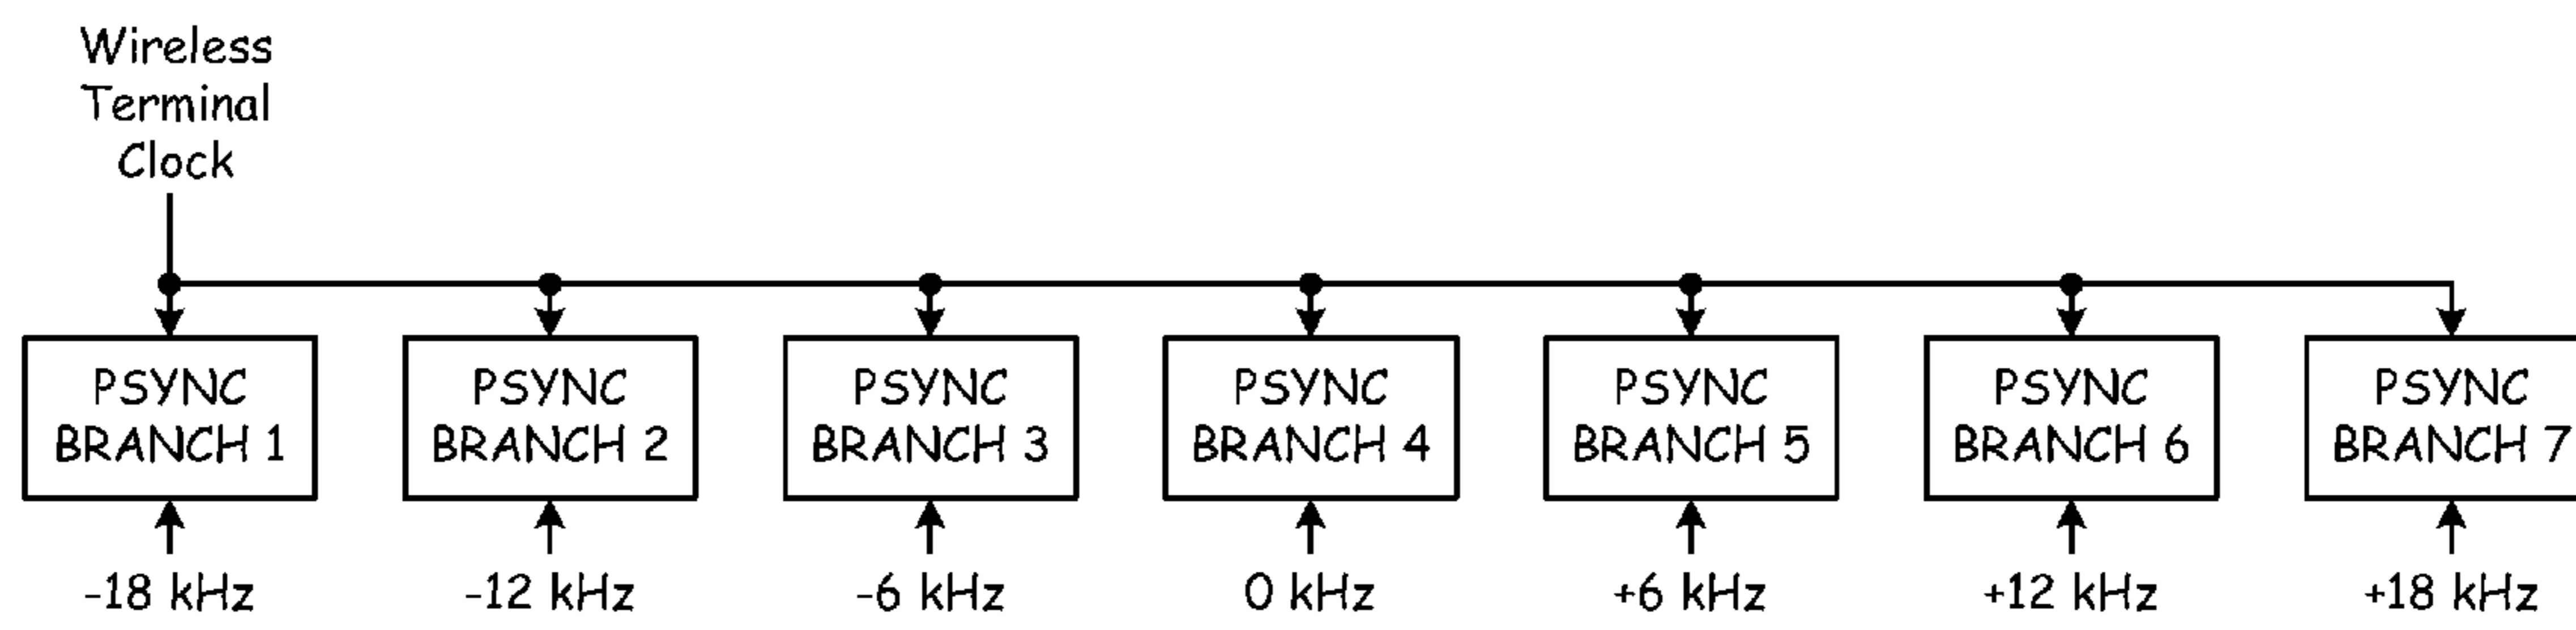 Wireless
Terminal
Clock
PSYNC
BRANCH 1
PSYNC
BRANCH 2
PSYNC
BRANCH 3
PSYNC
BRANCH 4
PSYNC
BRANCH 5
PSYNC
BRANCH 6
PSYNC
BRANCH 7
-18 kHz
-12 kHz
-6 kHz
0 kHz
+6 kHz
+12 kHz
+18 kHz